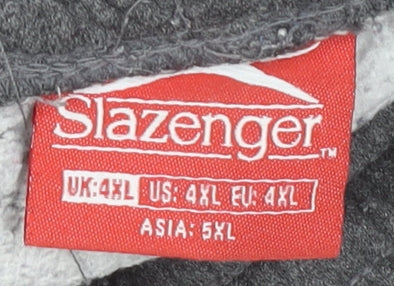 Slazenger™
UK:4XL US: 4XL EU: 4XL
ASIA: 5XL